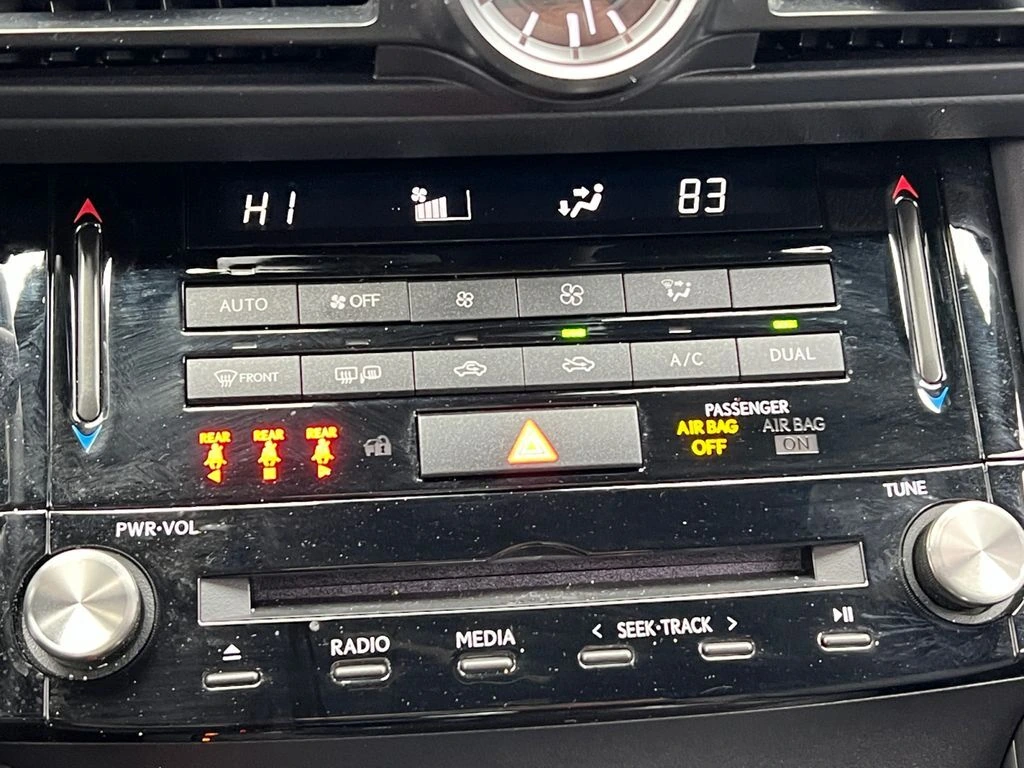 HI 83
AUTO OFF
FRONT A/C DUAL
REAR REAR REAR
PASSENGER
AIR BAG AIR BAG
OFF ON
TUNE
PWR•VOL
RADIO MEDIA < SEEK•TRACK >